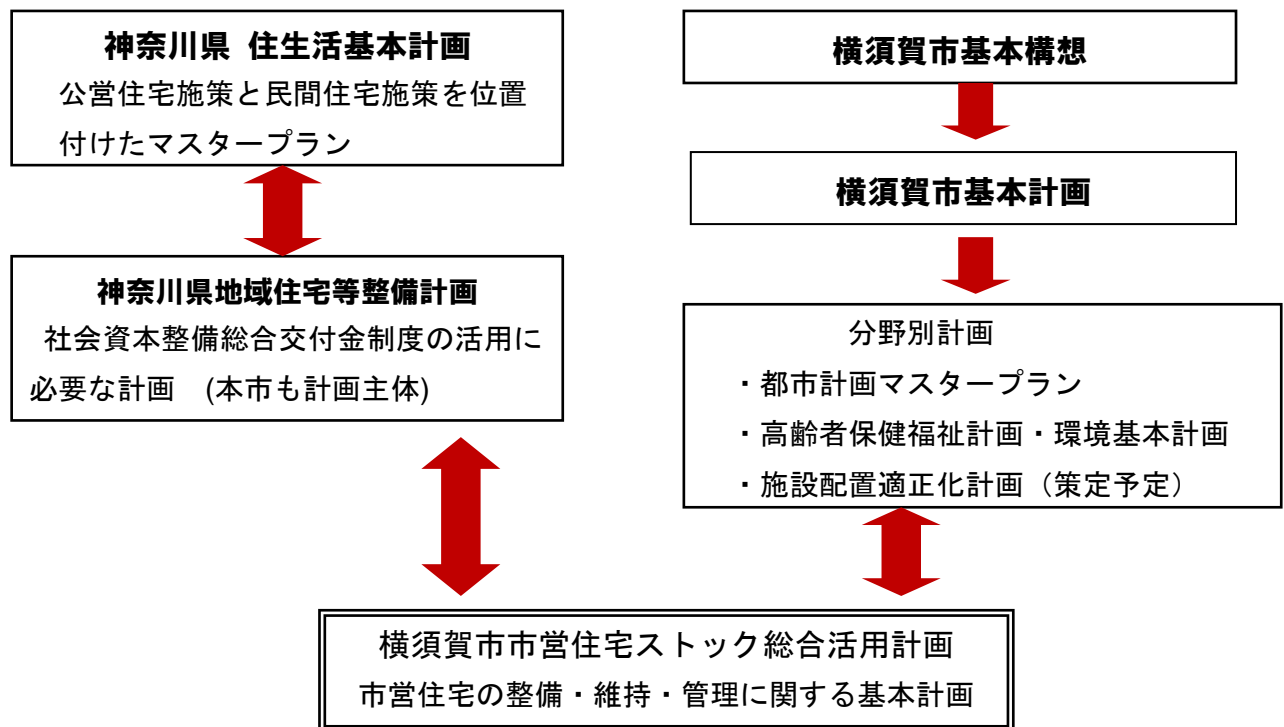 神奈川県 住生活基本計画
公営住宅施策と民間住宅施策を位置
付けたマスタープラン
神奈川県地域住宅等整備計画
社会資本整備総合交付金制度の活用に
必要な計画　(本市も計画主体)
横須賀市基本構想
横須賀市基本計画
分野別計画
・都市計画マスタープラン
・高齢者保健福祉計画・環境基本計画
・施設配置適正化計画（策定予定）
横須賀市市営住宅ストック総合活用計画
市営住宅の整備・維持・管理に関する基本計画